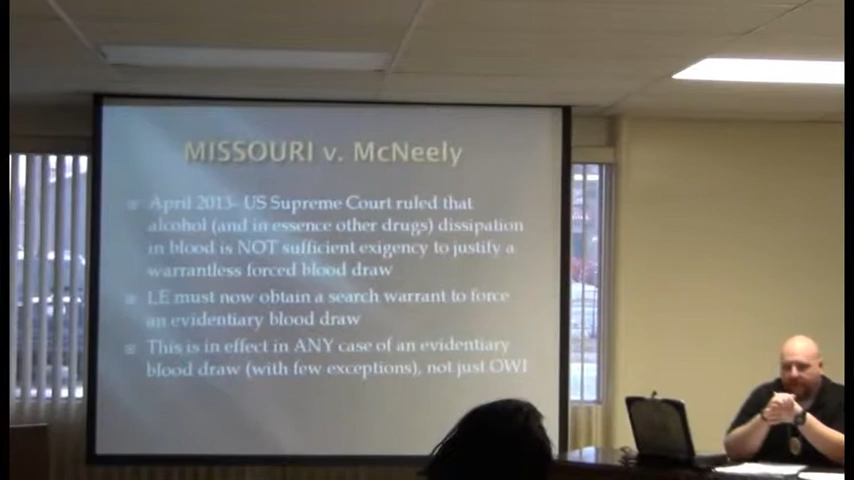 MISSOURI v. McNeely
April 2013- US Supreme Court ruled that
alcohol (and in essence other drugs) dissipation
in blood is NOT sufficient exigency to justify a
warrantless forced blood draw
LE must now obtain a search warrant to force
an evidentiary blood draw
This is in effect in ANY case of an evidentiary
blood draw (with few exceptions), not just OWI